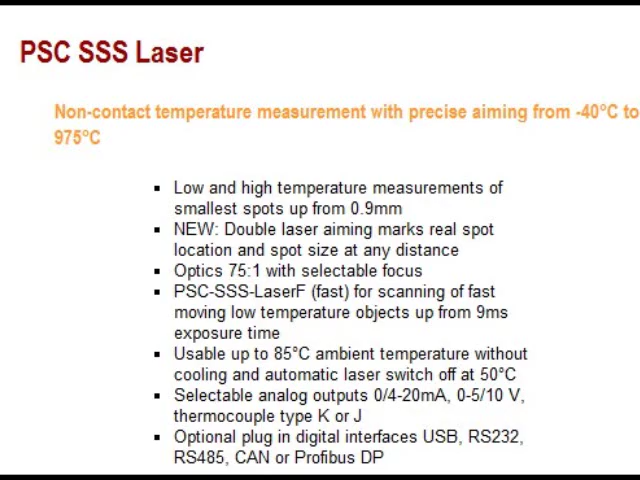 PSC SSS Laser
Non-contact temperature measurement with precise aiming from -40°C to
975°C
▪ Low and high temperature measurements of
smallest spots up from 0.9mm
▪ NEW: Double laser aiming marks real spot
location and spot size at any distance
▪ Optics 75:1 with selectable focus
▪ PSC-SSS-LaserF (fast) for scanning of fast
moving low temperature objects up from 9ms
exposure time
▪ Usable up to 85°C ambient temperature without
cooling and automatic laser switch off at 50°C
▪ Selectable analog outputs 0/4-20mA, 0-5/10 V,
thermocouple type K or J
▪ Optional plug in digital interfaces USB, RS232,
RS485, CAN or Profibus DP